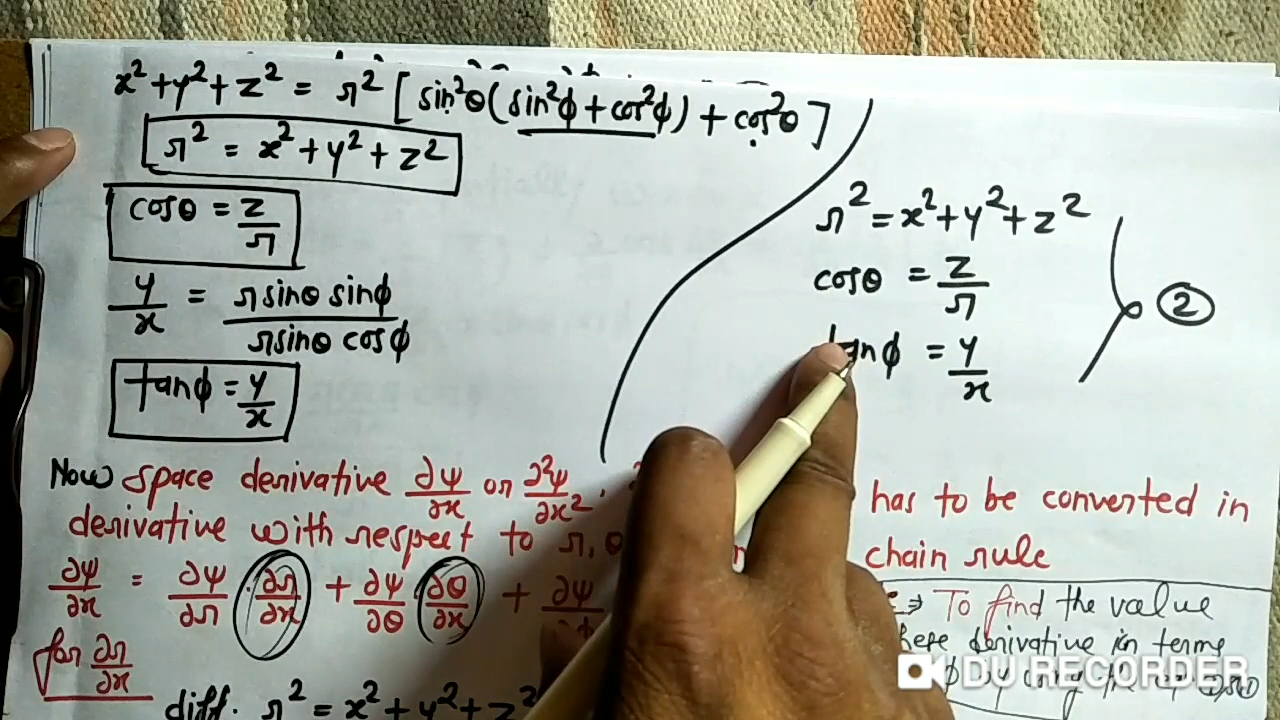 x² + y² + z² = r² [sin²θ (sin²φ + cos²φ) + cos²θ]
r² = x² + y² + z²
cosθ = z/r
y/x = r sinθ sinφ / r sinθ cosφ
tanφ = y/x
r² = x² + y² + z²
cosθ = z/r
tanφ = y/x
②
Now space derivative ∂ψ/∂x or ∂²ψ/∂x², has to be converted in
derivative with respect to r, θ chain rule
∂ψ/∂x = ∂ψ/∂r · ∂r/∂x + ∂ψ/∂θ · ∂θ/∂x + ∂ψ
⇒ To find the value
here derivative in terms
for ∂r/∂x
diff. r² = x² + y² + z²
DU RECORDER